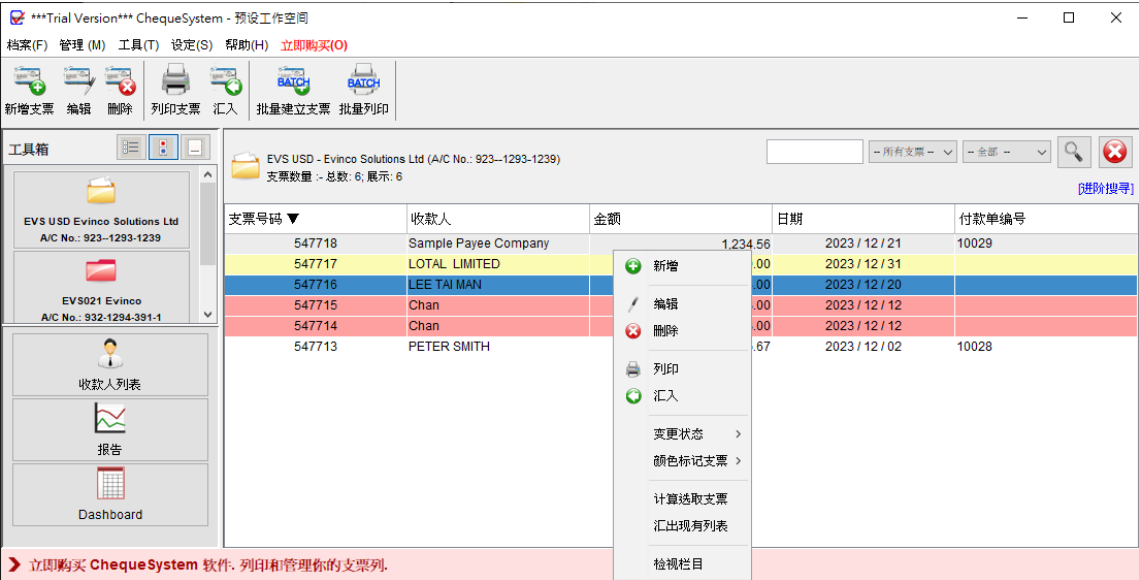 ***Trial Version*** ChequeSystem - 预设工作空间
档案(F) 管理 (M) 工具(T) 设定(S) 帮助(H) 立即购买(O)
BATCH BATCH
新增支票 编辑 删除 列印支票 汇入 批量建立支票 批量列印
工具箱
EVS USD Evinco Solutions Ltd
A/C No.: 923--1293-1239
EVS021 Evinco
A/C No.: 932-1294-391-1
收款人列表
报告
Dashboard
EVS USD - Evinco Solutions Ltd (A/C No.: 923--1293-1239)
支票数量 :- 总数: 6; 展示: 6
-- 所有支票 -- -- 全部 --
[进阶搜寻]
支票号码 ▼ 收款人 金额 日期 付款单编号
547718 Sample Payee Company 1,234.56 2023 / 12 / 21 10029
547717 LOTAL LIMITED .00 2023 / 12 / 31
547716 LEE TAI MAN .00 2023 / 12 / 20
547715 Chan .00 2023 / 12 / 12
547714 Chan .00 2023 / 12 / 12
547713 PETER SMITH .67 2023 / 12 / 02 10028
新增
编辑
删除
列印
汇入
变更状态
颜色标记支票
计算选取支票
汇出现有列表
检视栏目
立即购买 ChequeSystem 软件. 列印和管理你的支票列.